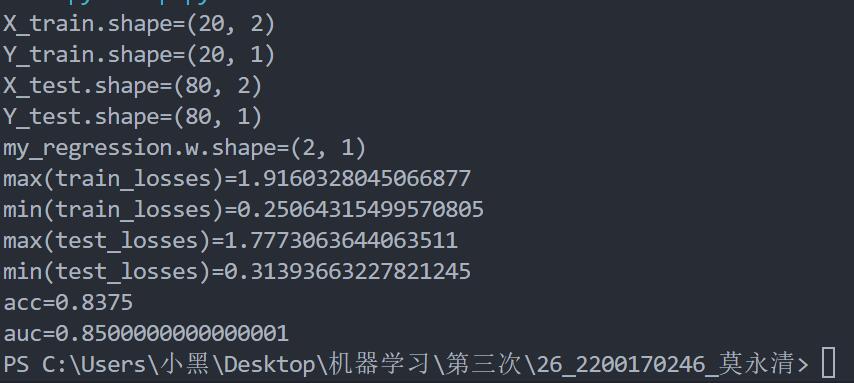 X_train.shape=(20, 2)
Y_train.shape=(20, 1)
X_test.shape=(80, 2)
Y_test.shape=(80, 1)
my_regression.w.shape=(2, 1)
max(train_losses)=1.9160328045066877
min(train_losses)=0.25064315499570805
max(test_losses)=1.7773063644063511
min(test_losses)=0.31393663227821245
acc=0.8375
auc=0.8500000000000001
PS C:\Users\小黑\Desktop\机器学习\第三次\26_2200170246_莫永清>